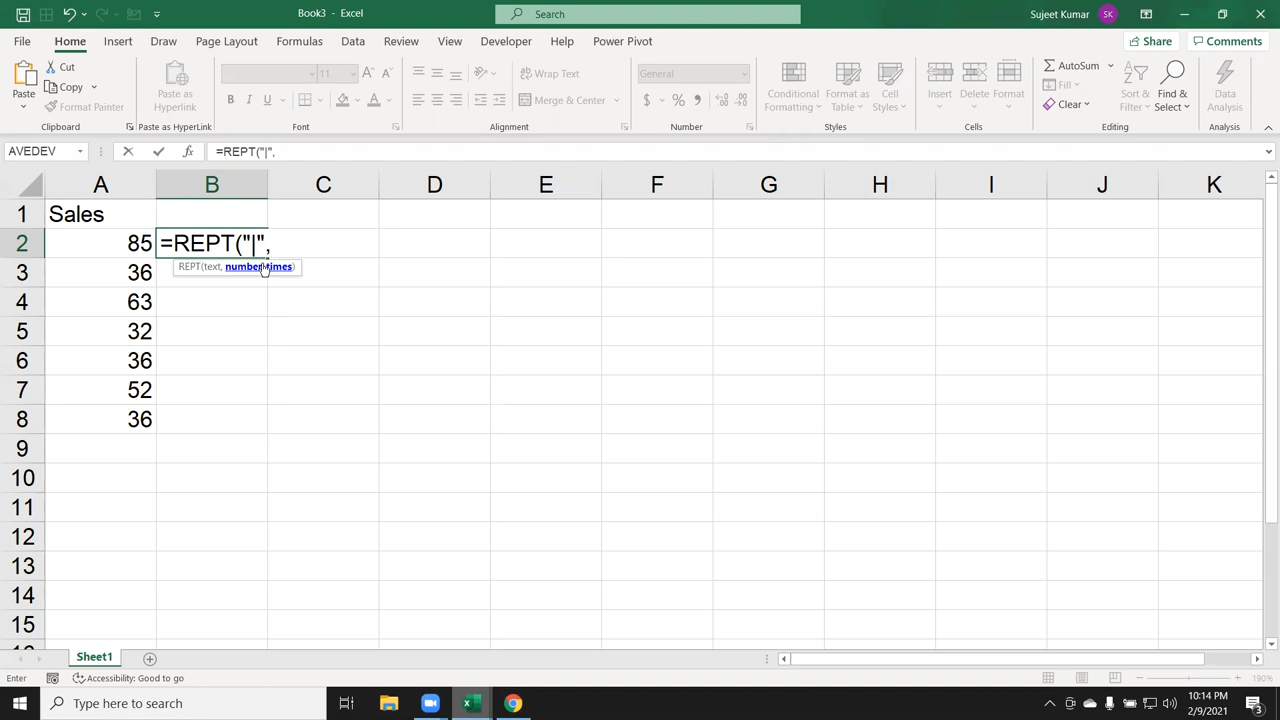 Book3 - Excel
Search
Sujeet Kumar
SK
File
Home
Insert
Draw
Page Layout
Formulas
Data
Review
View
Developer
Help
Power Pivot
Share
Comments
Paste
Cut
Copy
Format Painter
Clipboard
Paste as
Hyperlink
Paste as HyperLink
11
A
A
B
I
U
A
Font
Wrap Text
Merge & Center
Alignment
General
$
%
Number
Conditional
Formatting
Format as
Table
Cell
Styles
Styles
Insert
Delete
Format
Cells
AutoSum
Fill
Clear
Sort &
Filter
Find &
Select
Editing
Data
Analysis
Analysis
AVEDEV
fx
=REPT("|",
A B C D E F G H I J K
1 Sales
2 85 =REPT("|",
REPT(text, number_times)
3 36
4 63
5 32
6 36
7 52
8 36
9
10
11
12
13
14
15
Sheet1
Enter
Accessibility: Good to go
190%
Type here to search
10:14 PM
2/9/2021
3